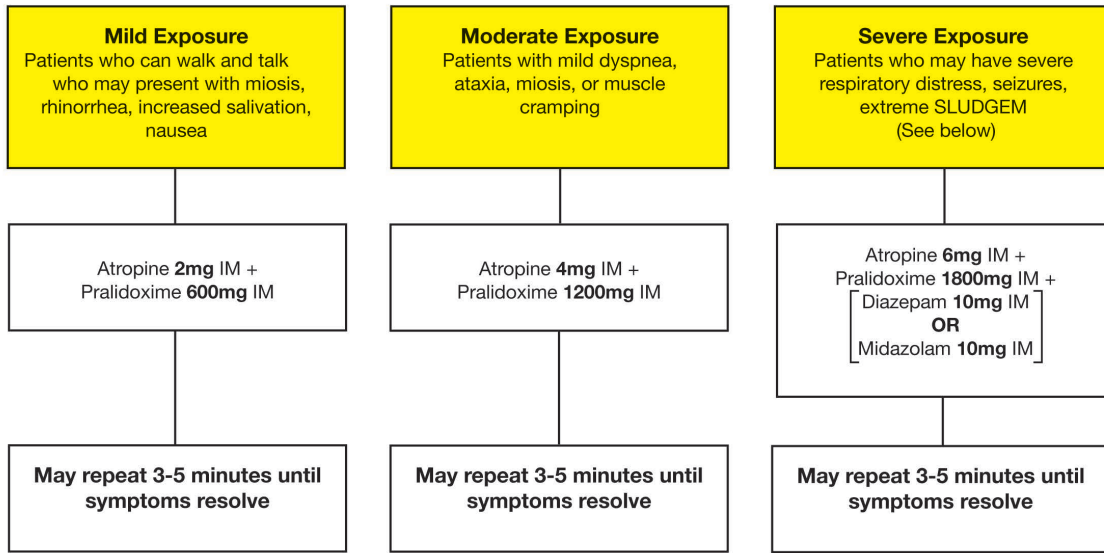 Mild Exposure
Patients who can walk and talk
who may present with miosis,
rhinorrhea, increased salivation,
nausea
Atropine 2mg IM +
Pralidoxime 600mg IM
May repeat 3-5 minutes until
symptoms resolve
Moderate Exposure
Patients with mild dyspnea,
ataxia, miosis, or muscle
cramping
Atropine 4mg IM +
Pralidoxime 1200mg IM
May repeat 3-5 minutes until
symptoms resolve
Severe Exposure
Patients who may have severe
respiratory distress, seizures,
extreme SLUDGEM
(See below)
Atropine 6mg IM +
Pralidoxime 1800mg IM +
[Diazepam 10mg IM
OR
Midazolam 10mg IM]
May repeat 3-5 minutes until
symptoms resolve